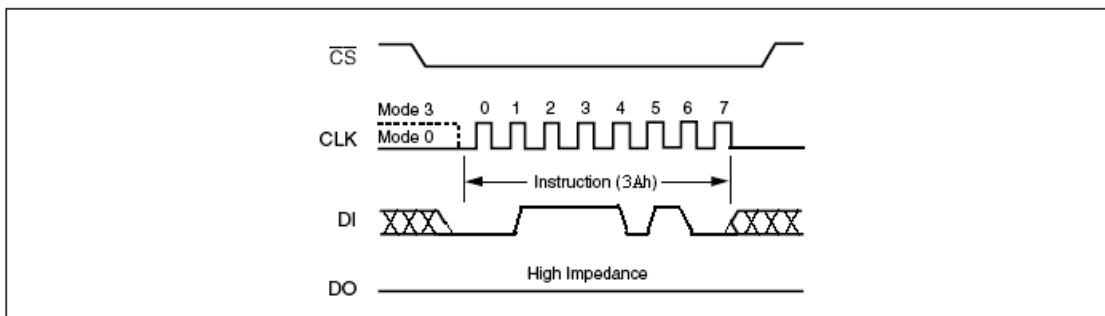 CS
Mode 3 0 1 2 3 4 5 6 7
CLK Mode 0
Instruction (3Ah)
DI
High Impedance
DO